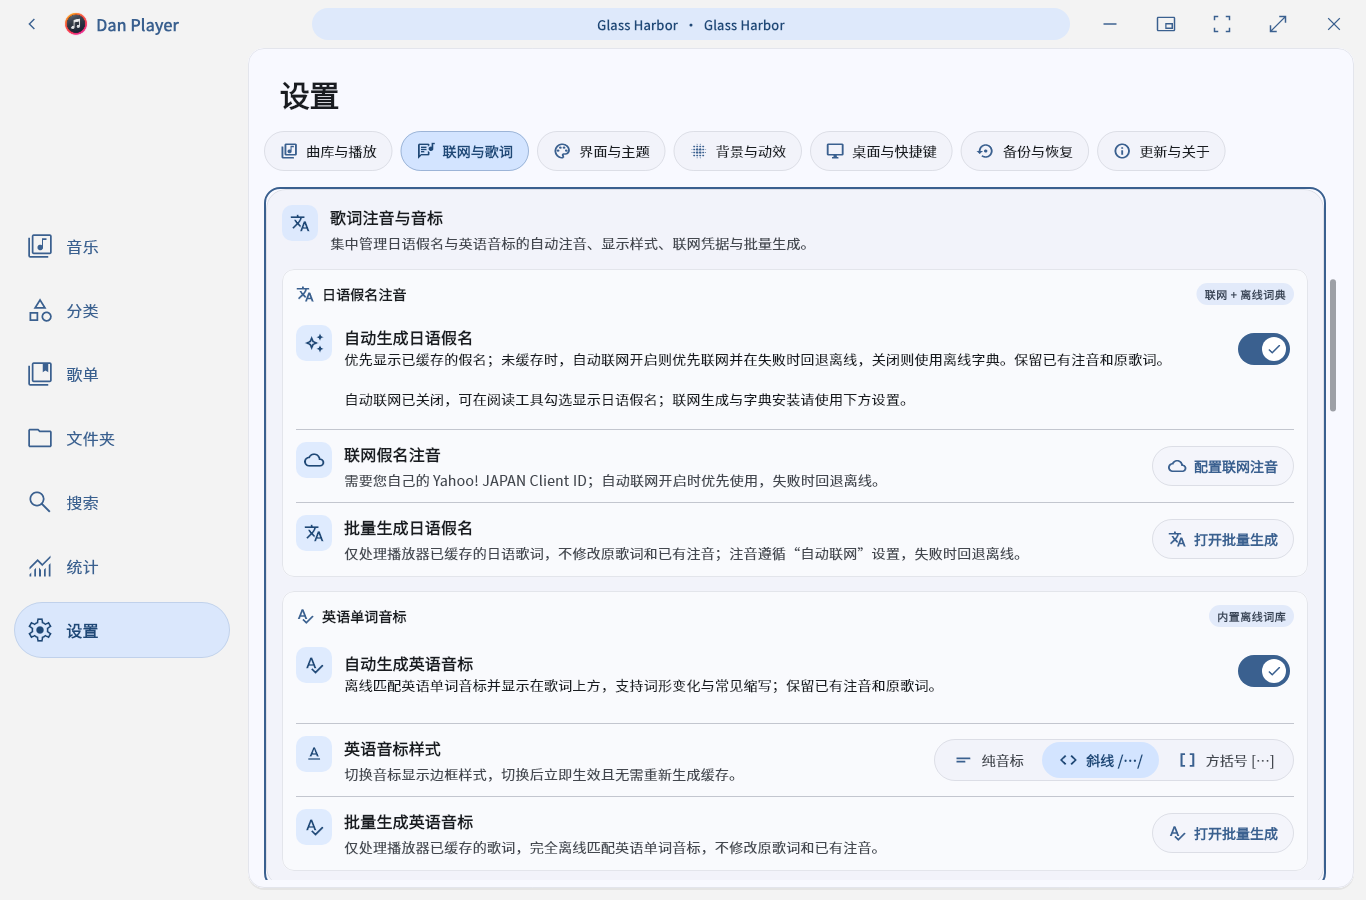 Dan Player
Glass Harbor • Glass Harbor
设置
曲库与播放
联网与歌词
界面与主题
背景与动效
桌面与快捷键
备份与恢复
更新与关于
音乐
分类
歌单
文件夹
搜索
统计
设置
歌词注音与音标
集中管理日语假名与英语音标的自动注音、显示样式、联网凭据与批量生成。
日语假名注音
联网 + 离线词典
自动生成日语假名
优先显示已缓存的假名；未缓存时，自动联网开启则优先联网并在失败时回退离线，关闭则使用离线字典。保留已有注音和原歌词。
自动联网已关闭，可在阅读工具勾选显示日语假名；联网生成与字典安装请使用下方设置。
联网假名注音
需要您自己的 Yahoo! JAPAN Client ID；自动联网开启时优先使用，失败时回退离线。
配置联网注音
批量生成日语假名
仅处理播放器已缓存的日语歌词，不修改原歌词和已有注音；注音遵循“自动联网”设置，失败时回退离线。
打开批量生成
英语单词音标
内置离线词库
自动生成英语音标
离线匹配英语单词音标并显示在歌词上方，支持词形变化与常见缩写；保留已有注音和原歌词。
英语音标样式
切换音标显示边框样式，切换后立即生效且无需重新生成缓存。
纯音标
斜线 /…/
方括号 […]
批量生成英语音标
仅处理播放器已缓存的歌词，完全离线匹配英语单词音标，不修改原歌词和已有注音。
打开批量生成